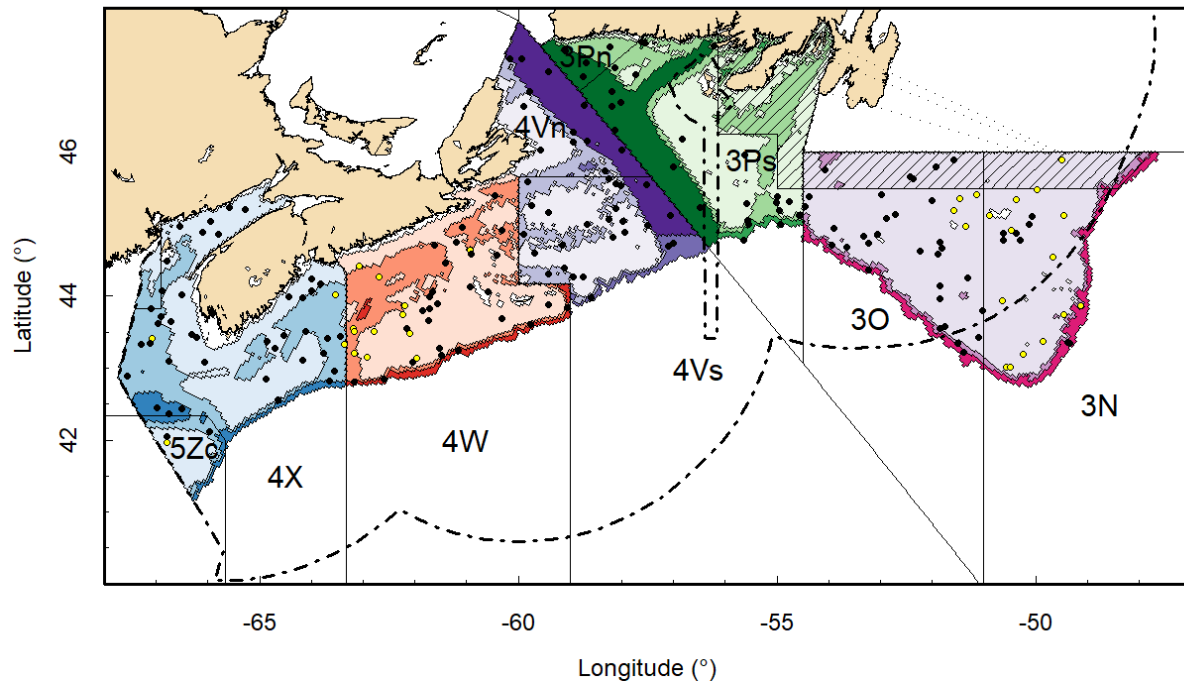 3Pn
4Vn
46
3Ps
44
3O
4Vs
3N
42
5Zc
4W
4X
Latitude (°)
-65
-60
-55
-50
Longitude (°)